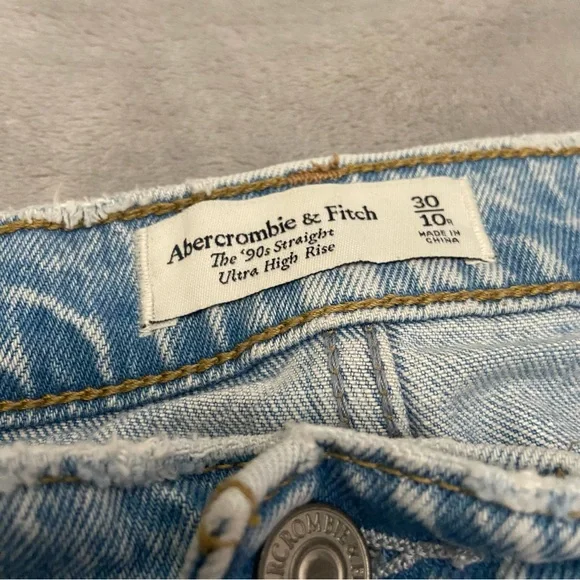 Abercrombie & Fitch
The '90s Straight
Ultra High Rise
30
10R
MADE IN
CHINA